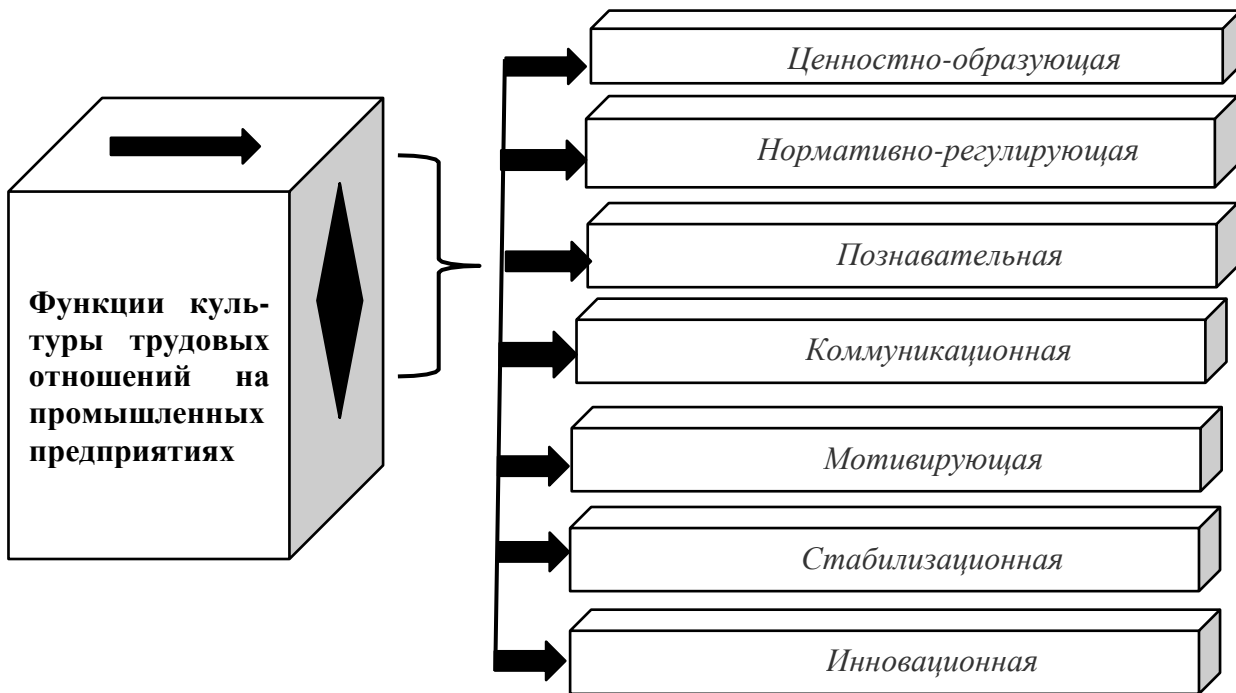 Функции куль-
туры трудовых
отношений на
промышленных
предприятиях
Ценностно-образующая
Нормативно-регулирующая
Познавательная
Коммуникационная
Мотивирующая
Стабилизационная
Инновационная